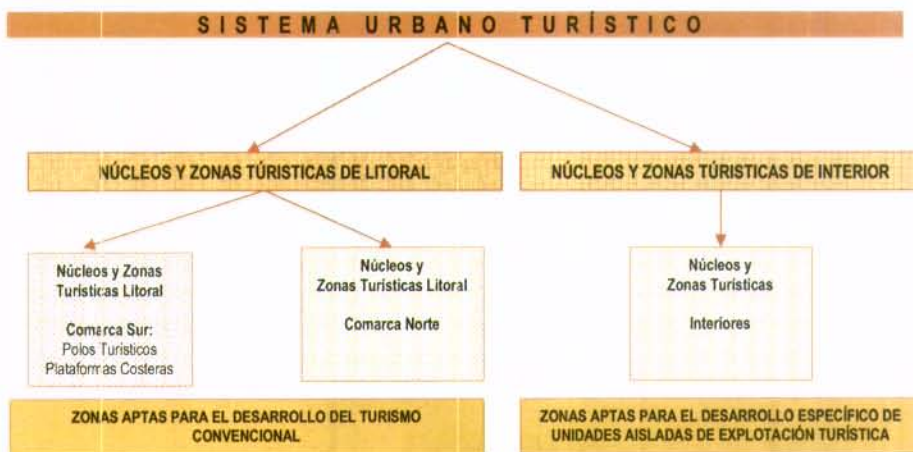 SISTEMA URBANO TURÍSTICO
NÚCLEOS Y ZONAS TÚRISTICAS DE LITORAL
NÚCLEOS Y ZONAS TÚRISTICAS DE INTERIOR
Núcleos y Zonas
Turísticas Litoral
Comarca Sur:
Polos Turísticos
Plataformas Costeras
Núcleos y
Zonas Turísticas Litoral
Comarca Norte
Núcleos y
Zonas Turísticas
Interiores
ZONAS APTAS PARA EL DESARROLLO DEL TURISMO
CONVENCIONAL
ZONAS APTAS PARA EL DESARROLLO ESPECÍFICO DE
UNIDADES AISLADAS DE EXPLOTACIÓN TURÍSTICA